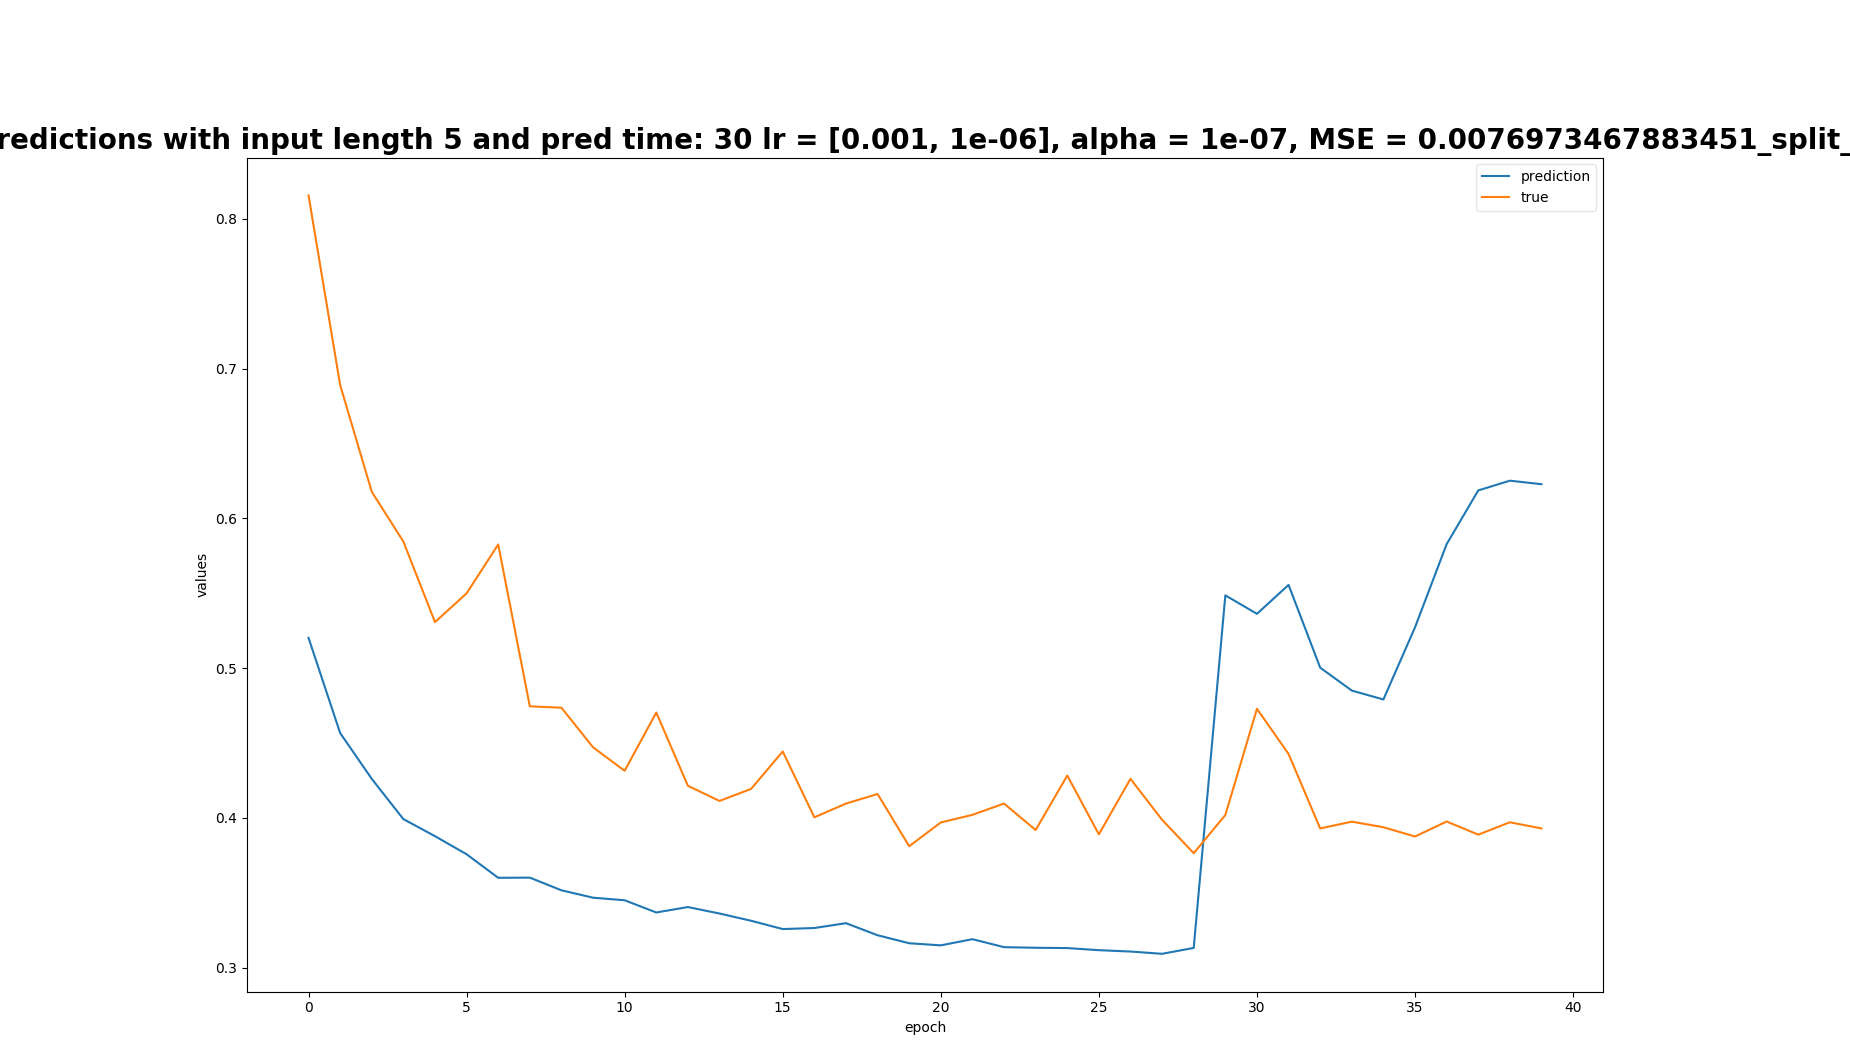 redictions with input length 5 and pred time: 30 lr = [0.001, 1e-06], alpha = 1e-07, MSE = 0.0076973467883451_split_
prediction
true
0.8
0.7
0.6
0.5
0.4
0.3
values
0 5 10 15 20 25 30 35 40
epoch